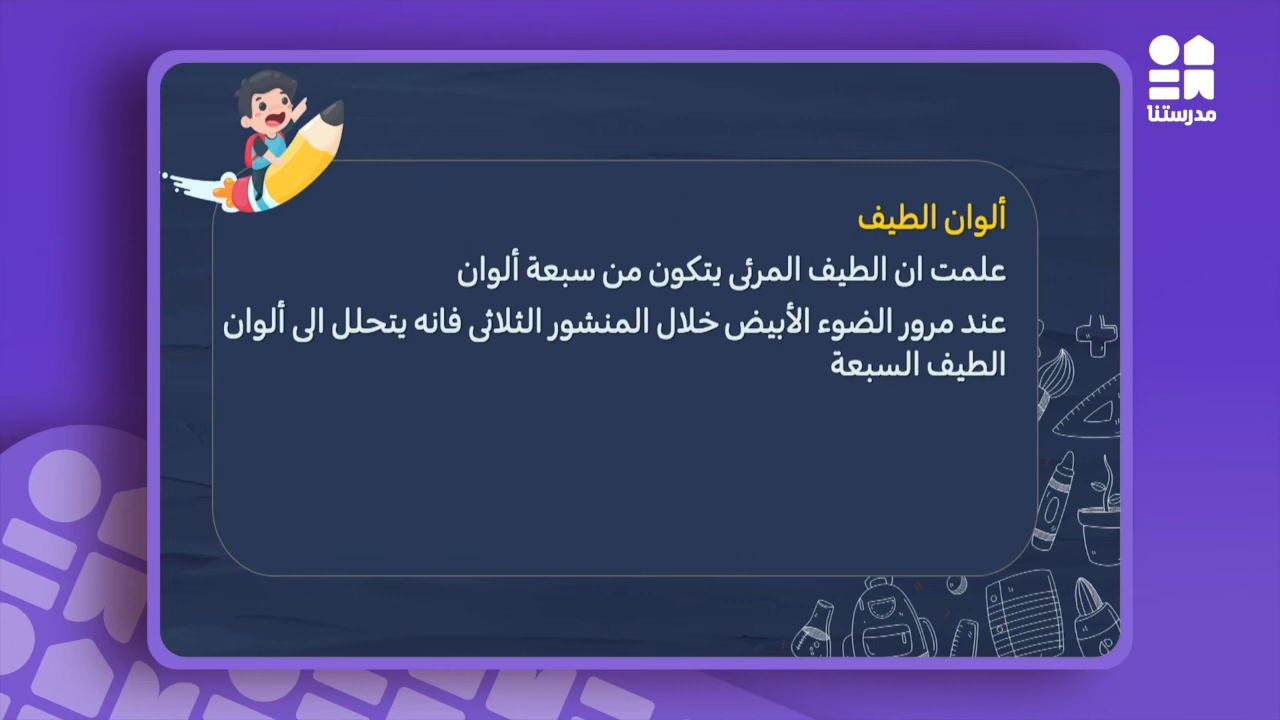 مدرستنا
ألوان الطيف
علمت ان الطيف المرئى يتكون من سبعة ألوان
عند مرور الضوء الأبيض خلال المنشور الثلاثى فانه يتحلل الى ألوان
الطيف السبعة